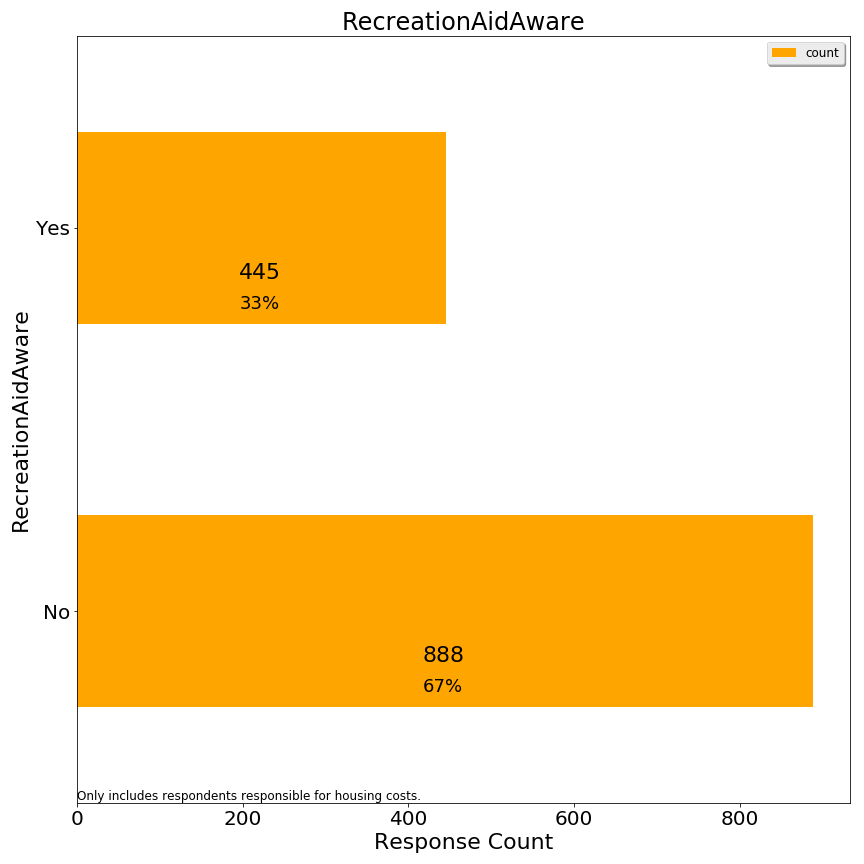 RecreationAidAware
count
Yes
445
33%
RecreationAidAware
No
888
67%
Only includes respondents responsible for housing costs.
0 200 400 600 800
Response Count